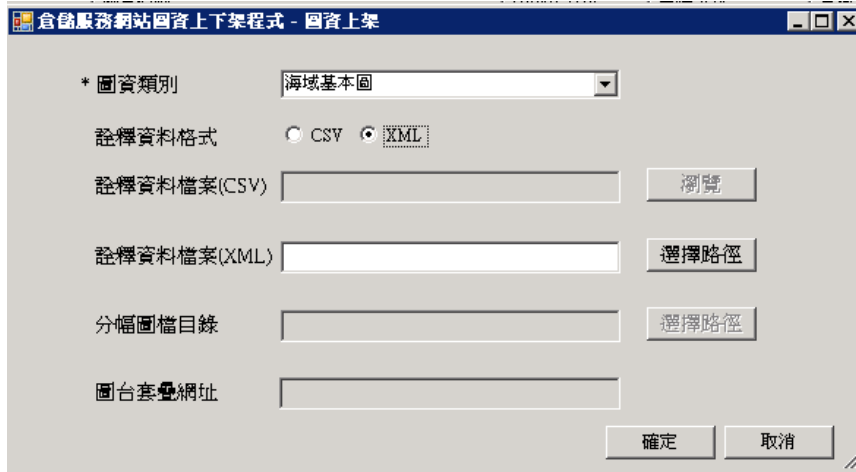 倉儲服務網站圖資上下架程式 - 圖資上架
* 圖資類別 海域基本圖
詮釋資料格式 CSV XML
詮釋資料檔案(CSV) 瀏覽
詮釋資料檔案(XML) 選擇路徑
分幅圖檔目錄 選擇路徑
圖台套疊網址
確定 取消